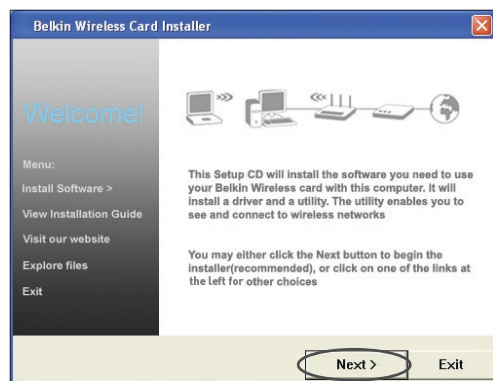 Belkin Wireless Card Installer
Welcome!
Menu:
Install Software >
View Installation Guide
Visit our website
Explore files
Exit
This Setup CD will install the software you need to use
your Belkin Wireless card with this computer. It will
install a driver and a utility. The utility enables you to
see and connect to wireless networks
You may either click the Next button to begin the
installer(recommended), or click on one of the links at
the left for other choices
Next >
Exit